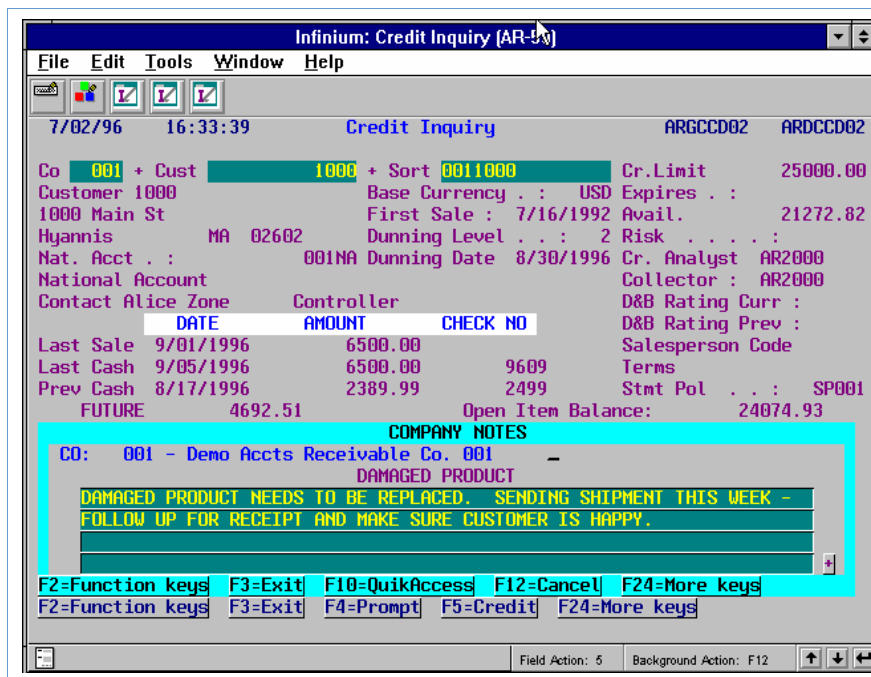 Infinium: Credit Inquiry (AR-50)
File Edit Tools Window Help
7/02/96 16:33:39 Credit Inquiry ARGCCD02 ARDCCD02
Co 001 + Cust 1000 + Sort 0011000 Cr.Limit 25000.00
Customer 1000 Base Currency . : USD Expires . :
1000 Main St First Sale : 7/16/1992 Avail. 21272.82
Hyannis MA 02602 Dunning Level . . : 2 Risk . . . . :
Nat. Acct . : 001NA Dunning Date 8/30/1996 Cr. Analyst AR2000
National Account Collector : AR2000
Contact Alice Zone Controller D&B Rating Curr :
DATE AMOUNT CHECK NO D&B Rating Prev :
Last Sale 9/01/1996 6500.00 Salesperson Code
Last Cash 9/05/1996 6500.00 9609 Terms
Prev Cash 8/17/1996 2389.99 2499 Stmt Pol . . : SP001
FUTURE 4692.51 Open Item Balance: 24074.93
COMPANY NOTES
CO: 001 - Demo Accts Receivable Co. 001
DAMAGED PRODUCT
DAMAGED PRODUCT NEEDS TO BE REPLACED. SENDING SHIPMENT THIS WEEK -
FOLLOW UP FOR RECEIPT AND MAKE SURE CUSTOMER IS HAPPY.
+
F2=Function keys F3=Exit F10=QuikAccess F12=Cancel F24=More keys
F2=Function keys F3=Exit F4=Prompt F5=Credit F24=More keys
Field Action: 5 Background Action: F12